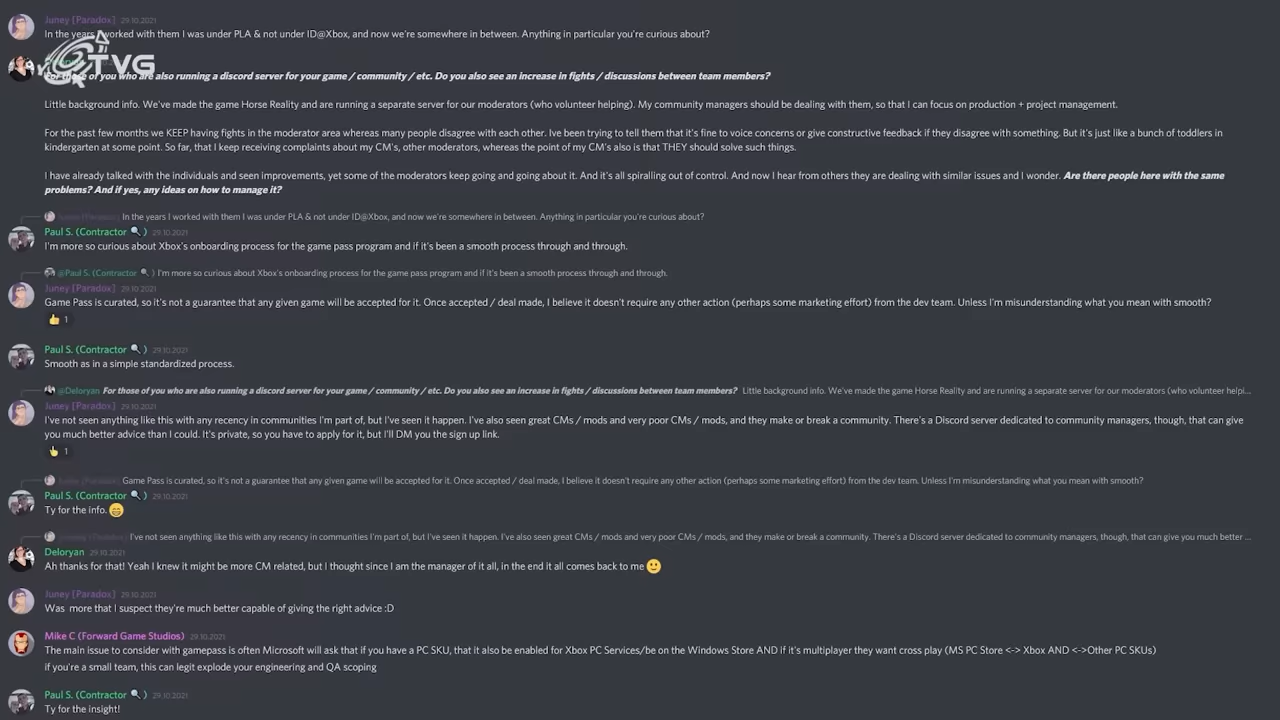 Juney [Paradox] 29.10.2021
In the years I worked with them I was under PLA & not under ID@Xbox, and now we're somewhere in between. Anything in particular you're curious about?
TVG
For those of you who are also running a discord server for your game / community / etc. Do you also see an increase in fights / discussions between team members?
Little background info. We've made the game Horse Reality and are running a separate server for our moderators (who volunteer helping). My community managers should be dealing with them, so that I can focus on production + project management.
For the past few months we KEEP having fights in the moderator area whereas many people disagree with each other. Ive been trying to tell them that it's fine to voice concerns or give constructive feedback if they disagree with something. But it's just like a bunch of toddlers in
kindergarten at some point. So far, that I keep receiving complaints about my CM's, other moderators, whereas the point of my CM's also is that THEY should solve such things.
I have already talked with the individuals and seen improvements, yet some of the moderators keep going and going about it. And it's all spiralling out of control. And now I hear from others they are dealing with similar issues and I wonder. Are there people here with the same
problems? And if yes, any ideas on how to manage it?
In the years I worked with them I was under PLA & not under ID@Xbox, and now we're somewhere in between. Anything in particular you're curious about?
Paul S. (Contractor 🔍 ) 29.10.2021
I'm more so curious about Xbox's onboarding process for the game pass program and if it's been a smooth process through and through.
@Paul S. (Contractor 🔍 ) I'm more so curious about Xbox's onboarding process for the game pass program and if it's been a smooth process through and through.
Juney [Paradox] 29.10.2021
Game Pass is curated, so it's not a guarantee that any given game will be accepted for it. Once accepted / deal made, I believe it doesn't require any other action (perhaps some marketing effort) from the dev team. Unless I'm misunderstanding what you mean with smooth?
👍 1
Paul S. (Contractor 🔍 ) 29.10.2021
Smooth as in a simple standardized process.
@Deloryan For those of you who are also running a discord server for your game / community / etc. Do you also see an increase in fights / discussions between team members? Little background info. We've made the game Horse Reality and are running a separate server for our moderators (who volunteer helpi...
Juney [Paradox] 29.10.2021
I've not seen anything like this with any recency in communities I'm part of, but I've seen it happen. I've also seen great CMs / mods and very poor CMs / mods, and they make or break a community. There's a Discord server dedicated to community managers, though, that can give
you much better advice than I could. It's private, so you have to apply for it, but I'll DM you the sign up link.
👍 1
Game Pass is curated, so it's not a guarantee that any given game will be accepted for it. Once accepted / deal made, I believe it doesn't require any other action (perhaps some marketing effort) from the dev team. Unless I'm misunderstanding what you mean with smooth?
Paul S. (Contractor 🔍 ) 29.10.2021
Ty for the info. 😄
I've not seen anything like this with any recency in communities I'm part of, but I've seen it happen. I've also seen great CMs / mods and very poor CMs / mods, and they make or break a community. There's a Discord server dedicated to community managers, though, that can give you much better ...
Deloryan 29.10.2021
Ah thanks for that! Yeah I knew it might be more CM related, but I thought since I am the manager of it all, in the end it all comes back to me 🙂
Juney [Paradox] 29.10.2021
Was more that I suspect they're much better capable of giving the right advice :D
Mike C (Forward Game Studios) 29.10.2021
The main issue to consider with gamepass is often Microsoft will ask that if you have a PC SKU, that it also be enabled for Xbox PC Services/be on the Windows Store AND if it's multiplayer they want cross play (MS PC Store <-> Xbox AND <->Other PC SKUs)
if you're a small team, this can legit explode your engineering and QA scoping
Paul S. (Contractor 🔍 ) 29.10.2021
Ty for the insight!